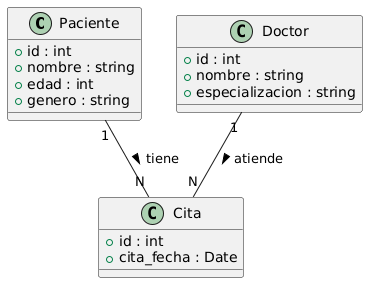 C Paciente
id : int
nombre : string
edad : int
genero : string
C Doctor
id : int
nombre : string
especializacion : string
1
tiene
N
1
atiende
N
C Cita
id : int
cita_fecha : Date